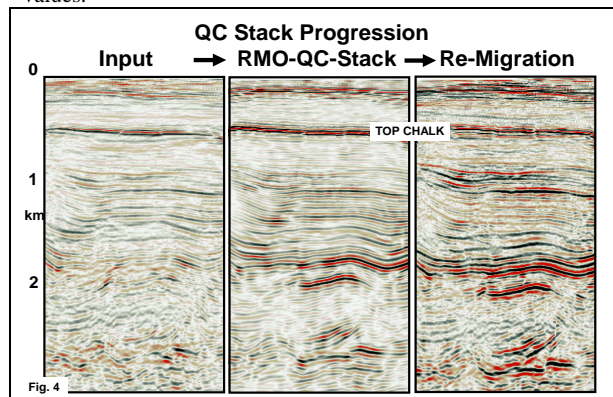 values.
QC Stack Progression
Input → RMO-QC-Stack → Re-Migration
0
TOP CHALK
1
km
2
Fig. 4